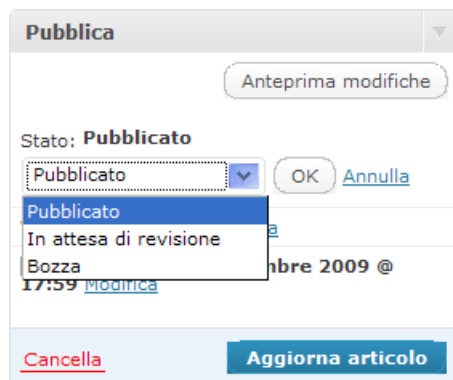 Pubblica
Anteprima modifiche
Stato: Pubblicato
Pubblicato OK Annulla
Pubblicato
In attesa di revisione
Bozza
2009 @
17:59 Modifica
Cancella Aggiorna articolo